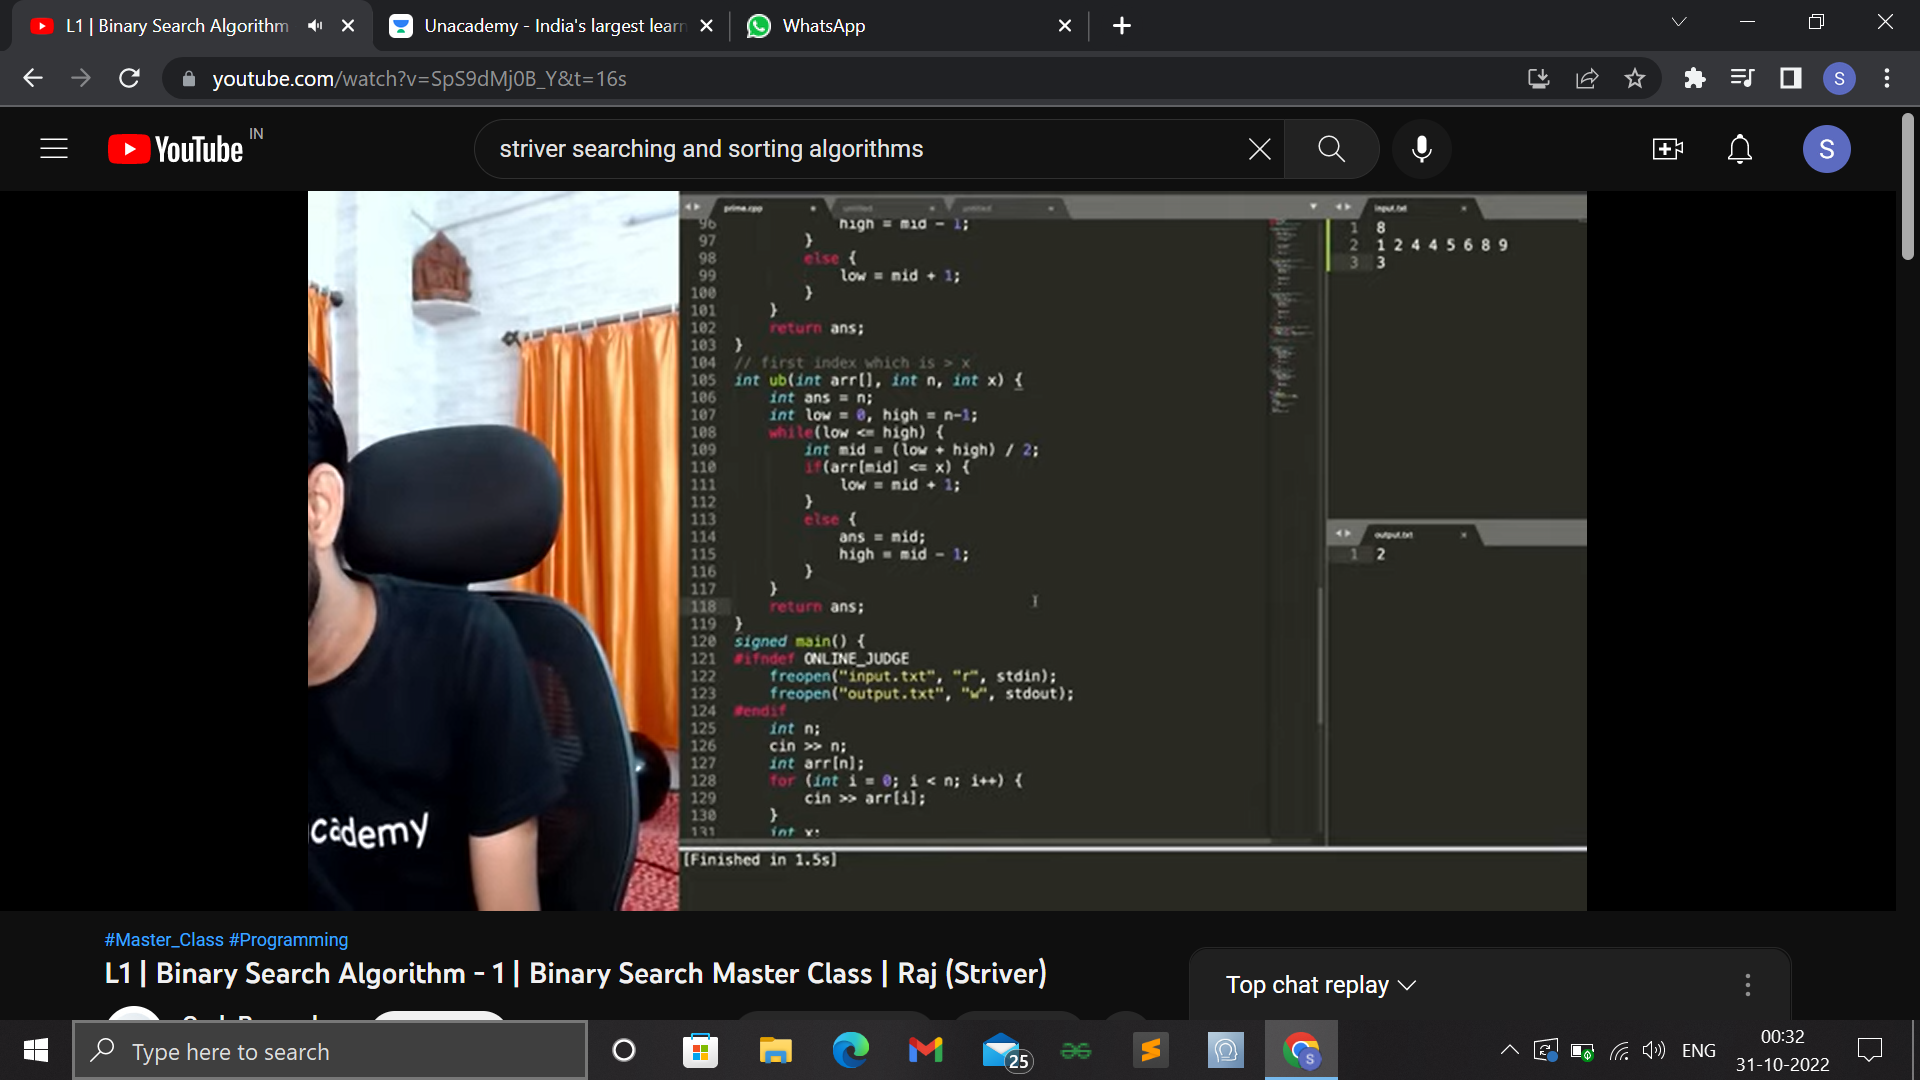 L1 | Binary Search Algorithm
Unacademy - India's largest learn
WhatsApp
youtube.com/watch?v=SpS9dMj0B_Y&t=16s
S
YouTube IN
striver searching and sorting algorithms
S
prime.cpp
untitled
untitled
96 high = mid - 1;
97 }
98 else {
99 low = mid + 1;
100 }
101 }
102 return ans;
103 }
104 // first index which is > x
105 int ub(int arr[], int n, int x) {
106 int ans = n;
107 int low = 0, high = n-1;
108 while(low <= high) {
109 int mid = (low + high) / 2;
110 if(arr[mid] <= x) {
111 low = mid + 1;
112 }
113 else {
114 ans = mid;
115 high = mid - 1;
116 }
117 }
118 return ans;
119 }
120 signed main() {
121 #ifndef ONLINE_JUDGE
122 freopen("input.txt", "r", stdin);
123 freopen("output.txt", "w", stdout);
124 #endif
125 int n;
126 cin >> n;
127 int arr[n];
128 for (int i = 0; i < n; i++) {
129 cin >> arr[i];
130 }
131 int x;
[Finished in 1.5s]
input.txt
1 8
2 1 2 4 4 5 6 8 9
3 3
output.txt
1 2
cademy
#Master_Class #Programming
L1 | Binary Search Algorithm - 1 | Binary Search Master Class | Raj (Striver)
Top chat replay
Type here to search
25
S
ENG
00:32
31-10-2022